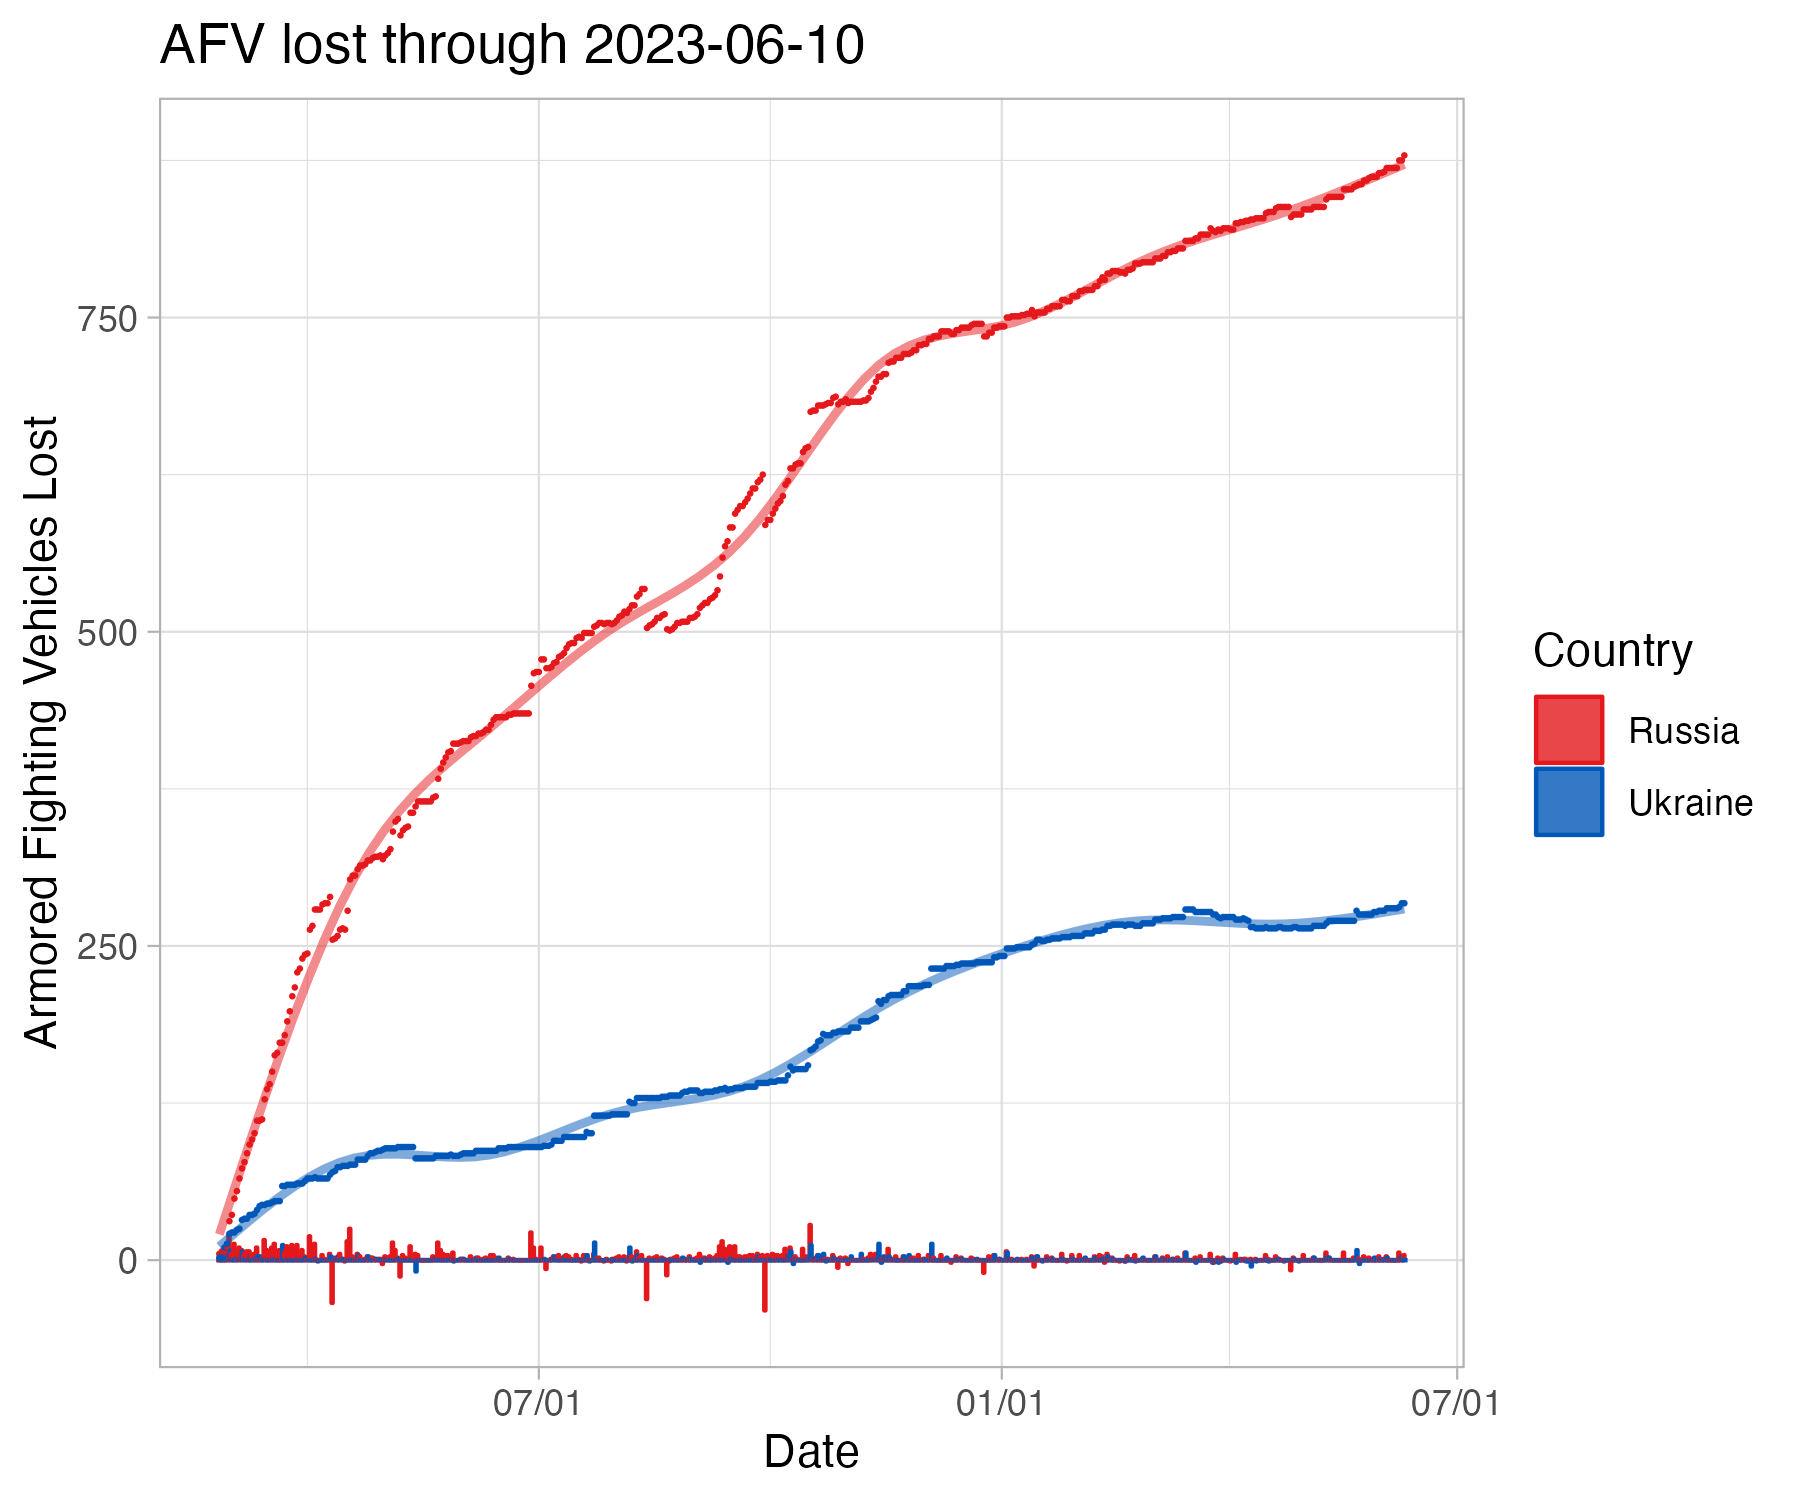 AFV lost through 2023-06-10
Armored Fighting Vehicles Lost
750
500
250
0
07/01
01/01
07/01
Date
Country
Russia
Ukraine